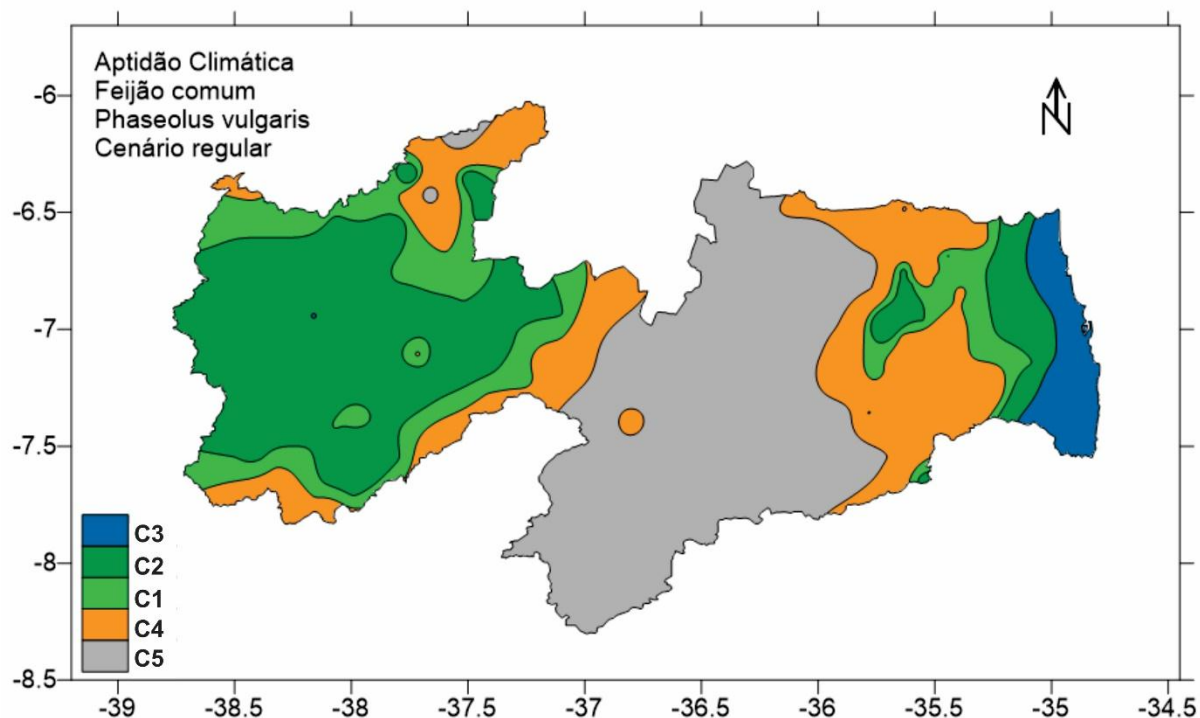 Aptidão Climática
Feijão comum
Phaseolus vulgaris
Cenário regular
N
-6
-6.5
-7
-7.5
-8
-8.5
C3
C2
C1
C4
C5
-39
-38.5
-38
-37.5
-37
-36.5
-36
-35.5
-35
-34.5